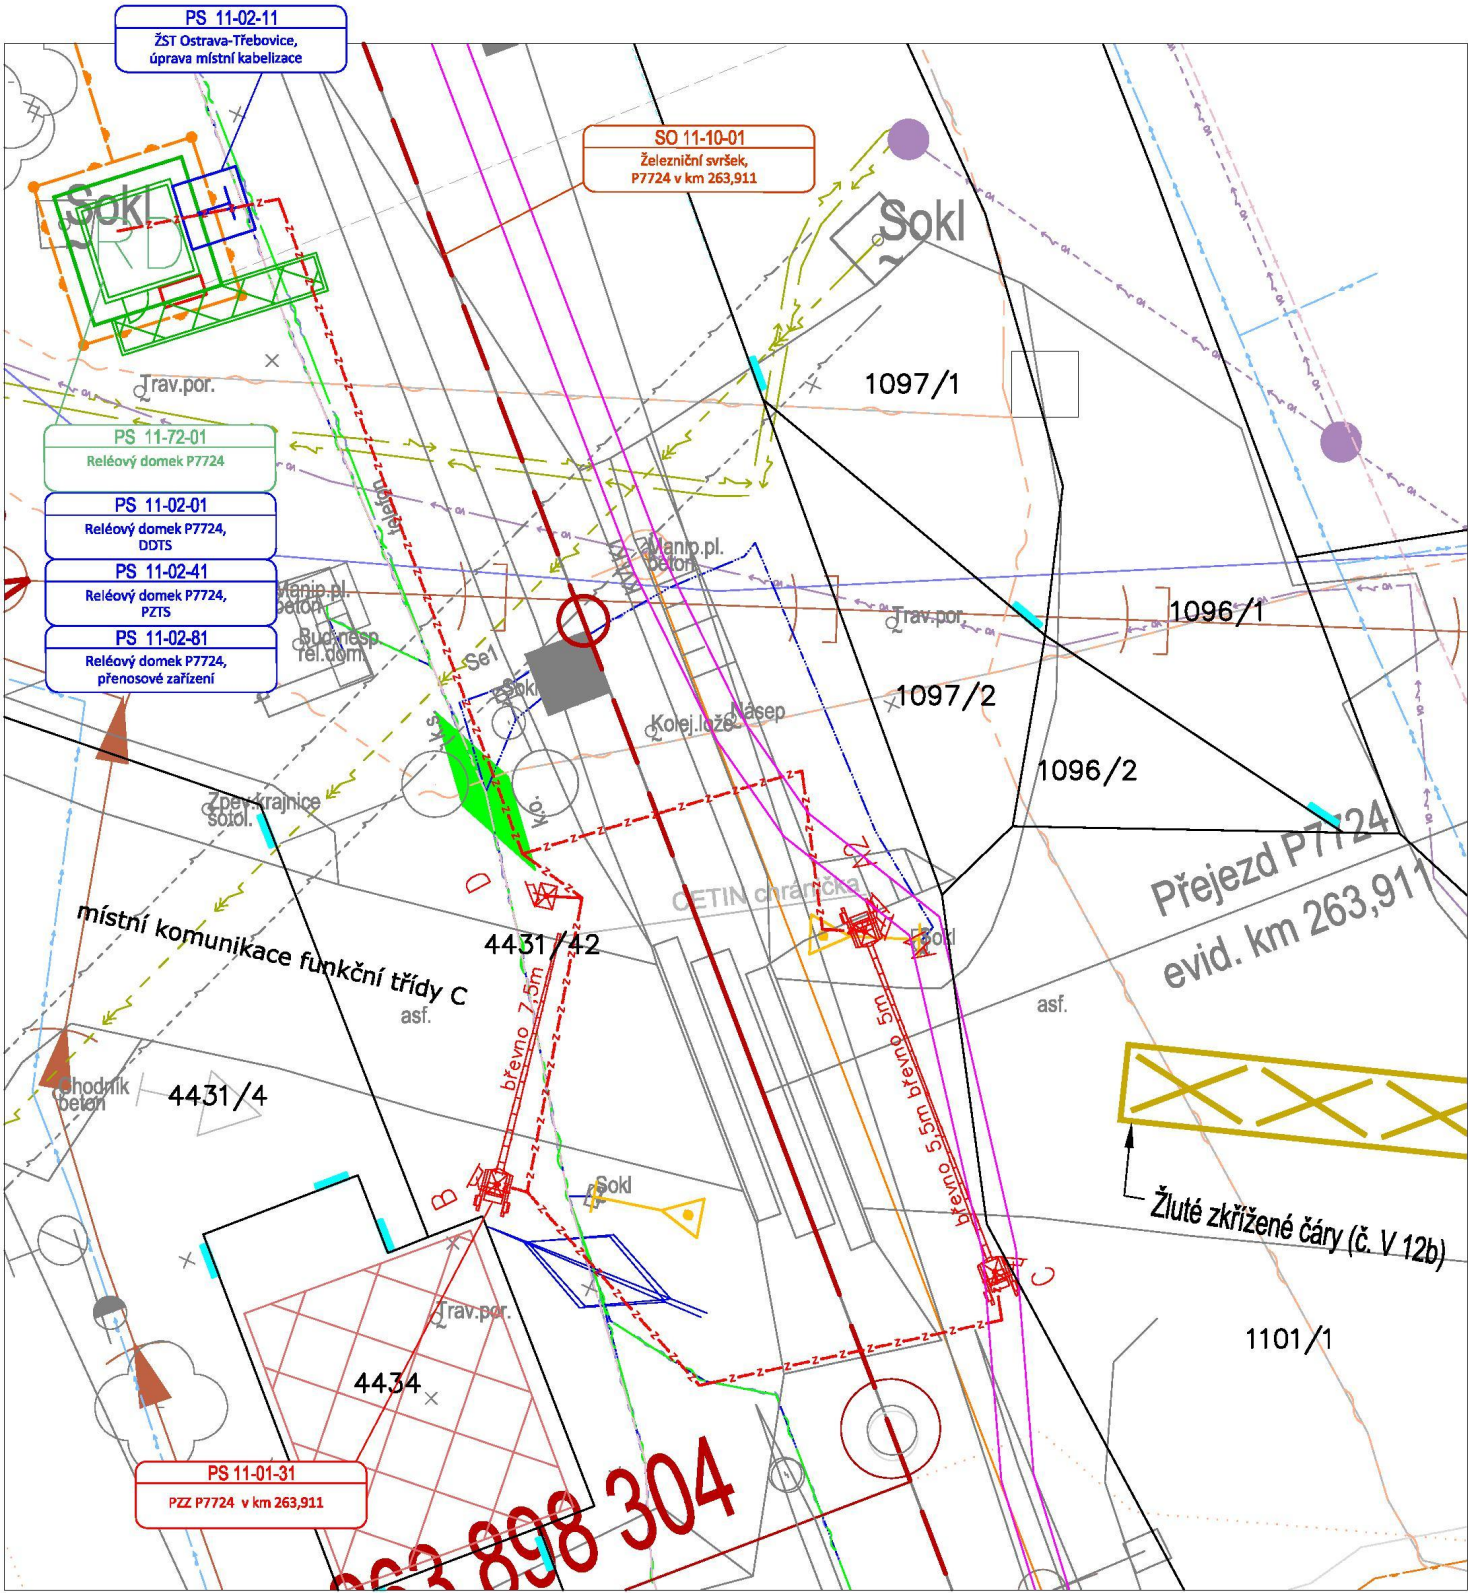 PS 11-02-11
ŽST Ostrava-Třebovice,
úprava místní kabelizace
SO 11-10-01
Železniční svršek,
P7724 v km 263,911
Sokl
RD
Sokl
1097/1
Trav.por.
PS 11-72-01
Reléový domek P7724
telefon
PS 11-02-01
Reléový domek P7724,
DDTS
Manip.pl.
beton
PS 11-02-41
Reléový domek P7724,
PZTS
Manip.pl.
beton
Trav.por.
1096/1
PS 11-02-81
Reléový domek P7724,
přenosové zařízení
Bud.nesp.
rel.dom.
Se1
Sokl
1097/2
Kolej.lože
Násep
1096/2
Zpev.krajnice
sotol.
K.o.
Přejezd P7724
evid. km 263,911
D
CETIN chránička
místní komunikace funkční třídy C
4431/42
Sokl
asf.
asf.
břevno 7,5m
břevno 5,5m břevno 5m
Chodník
beton
4431/4
B
Sokl
Žluté zkřížené čáry (č. V 12b)
C
Trav.por.
1101/1
4434
PS 11-01-31
PZZ P7724 v km 263,911
263 898 304